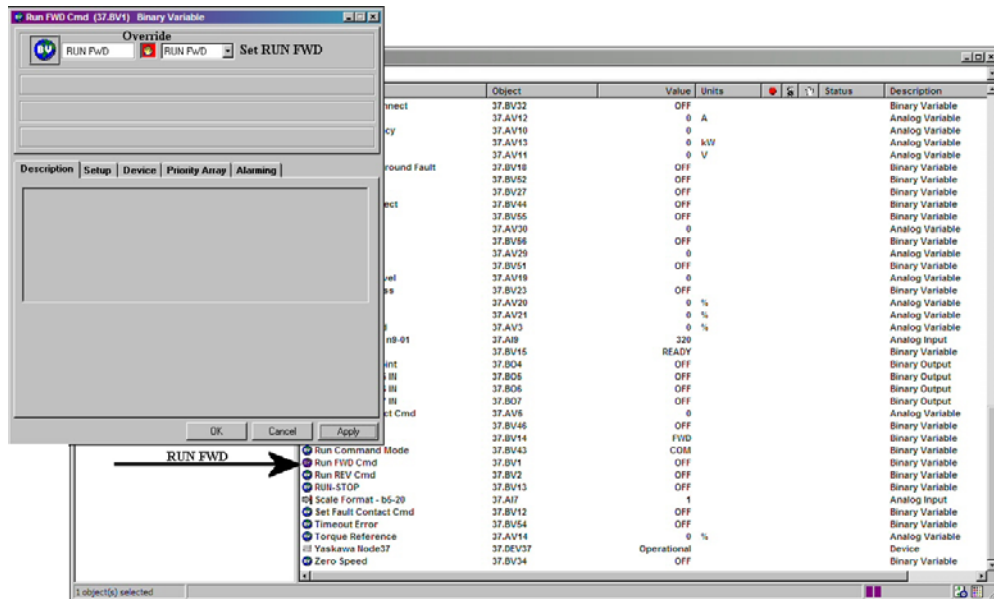 Run FWD Cmd (37.BV1) Binary Variable
Override
BV RUN FWD RUN FWD Set RUN FWD
Description Setup Device Priority Array Alarming
OK Cancel Apply
RUN FWD
Object Value Units Status Description
nnect 37.BV32 OFF Binary Variable
37.AV12 0 A Analog Variable
cy 37.AV10 0 Analog Variable
37.AV13 0 kW Analog Variable
37.AV11 0 V Analog Variable
round Fault 37.BV18 OFF Binary Variable
37.BV52 OFF Binary Variable
37.BV27 OFF Binary Variable
ect 37.BV44 OFF Binary Variable
37.BV55 OFF Binary Variable
37.AV30 0 Analog Variable
37.BV56 OFF Binary Variable
37.AV29 0 Analog Variable
37.BV51 OFF Binary Variable
vel 37.AV19 0 Analog Variable
ss 37.BV23 OFF Binary Variable
37.AV20 0 % Analog Variable
37.AV21 0 % Analog Variable
37.AV3 0 % Analog Variable
n9-01 37.AI9 320 Analog Input
37.BV15 READY Binary Variable
int 37.BO4 OFF Binary Output
IN 37.BO5 OFF Binary Output
IN 37.BO6 OFF Binary Output
IN 37.BO7 OFF Binary Output
ct Cmd 37.AV6 0 Analog Variable
37.BV46 OFF Binary Variable
37.BV14 FWD Binary Variable
Run Command Mode 37.BV43 COM Binary Variable
Run FWD Cmd 37.BV1 OFF Binary Variable
Run REV Cmd 37.BV2 OFF Binary Variable
RUN-STOP 37.BV13 OFF Binary Variable
Scale Format - b5-20 37.AI7 1 Analog Input
Set Fault Contact Cmd 37.BV12 OFF Binary Variable
Timeout Error 37.BV54 OFF Binary Variable
Torque Reference 37.AV14 0 % Analog Variable
Yaskawa Node37 37.DEV37 Operational Device
Zero Speed 37.BV34 OFF Binary Variable
1 object(s) selected